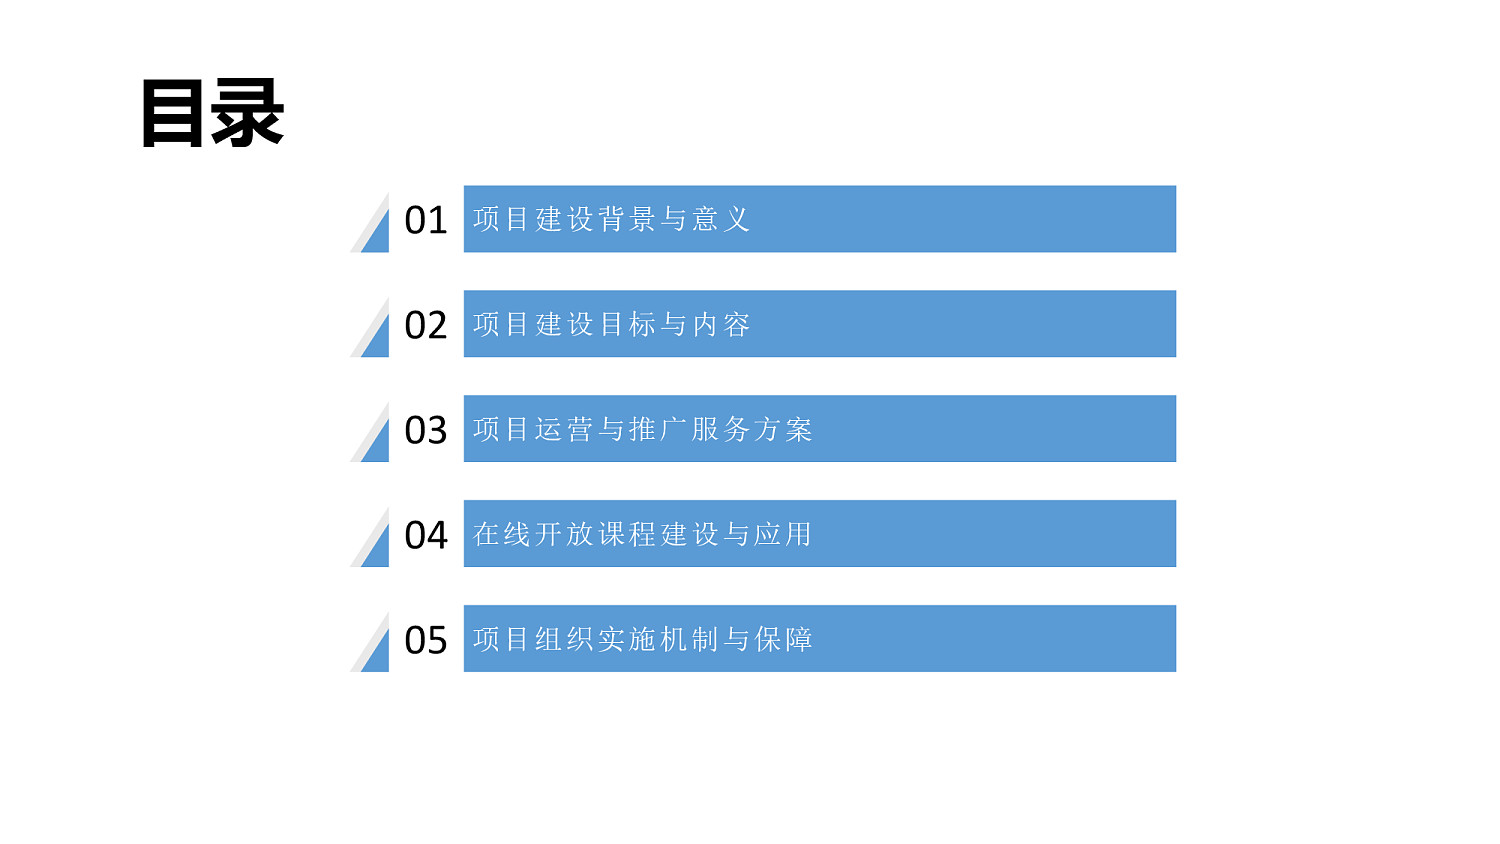 目录
01 项目建设背景与意义
02 项目建设目标与内容
03 项目运营与推广服务方案
04 在线开放课程建设与应用
05 项目组织实施机制与保障